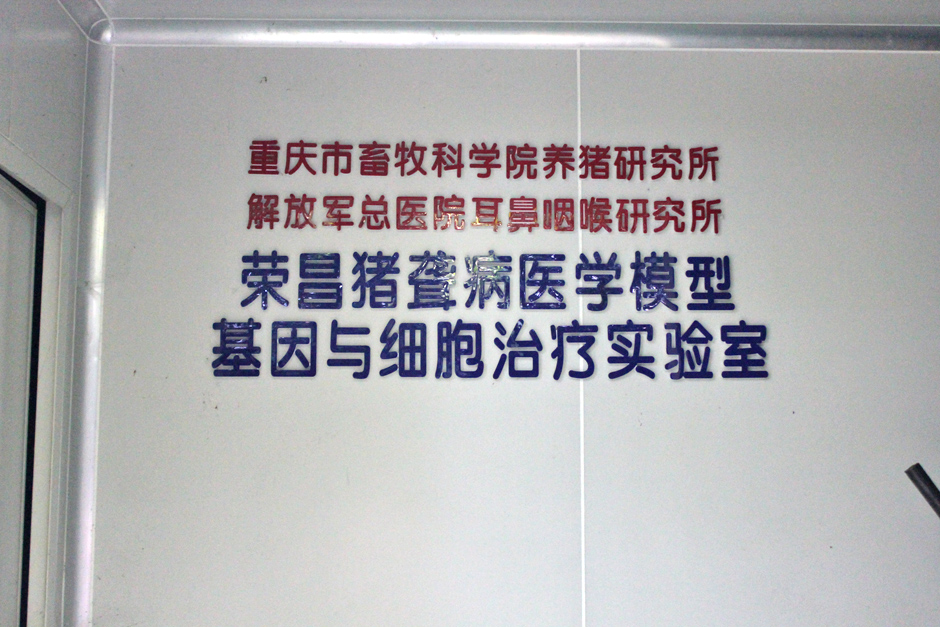 重庆市畜牧科学院养猪研究所
解放军总医院耳鼻咽喉研究所
荣昌猪聋病医学模型
基因与细胞治疗实验室